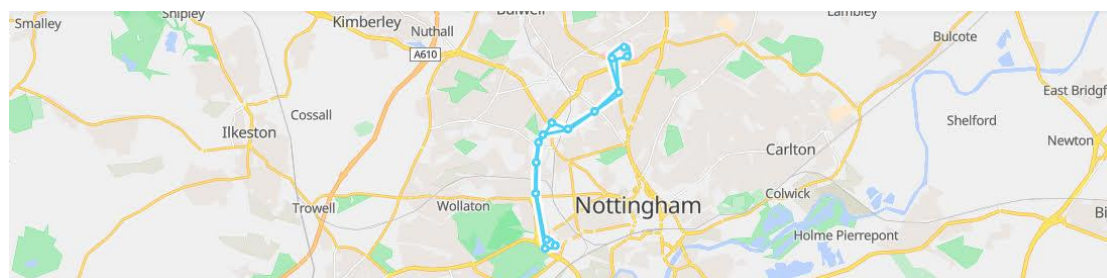 Smalley
Shipley
Kimberley
Nuthall
Bulwell
Lambley
A610
Bulcote
East Bridgf
Cossall
Ilkeston
Shelford
Newton
Carlton
Colwick
Trowell
Wollaton
Nottingham
Bi
Holme Pierrepont